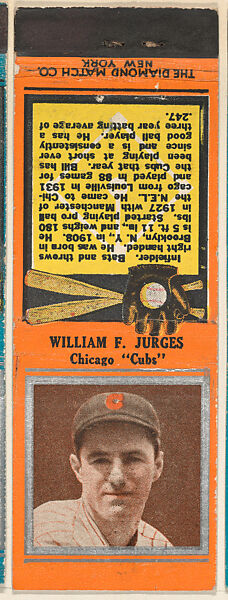 THE DIAMOND MATCH CO.
NEW YORK
Infielder. Bats and throws
right handed. He was born in
Brooklyn, N. Y., in 1908. He
is 5 ft. 11 in., and weighs 180
lbs. Started playing pro ball
in 1927 with Manchester of
the E.L.N. He came to Chi-
cago from Louisville in 1931
and played in 88 games for
the Cubs that year. Bill has
been playing at short ever
since and is a consistently
good ball player. He has a
three year batting average of
.247.
WILLIAM F. JURGES
Chicago "Cubs"
C